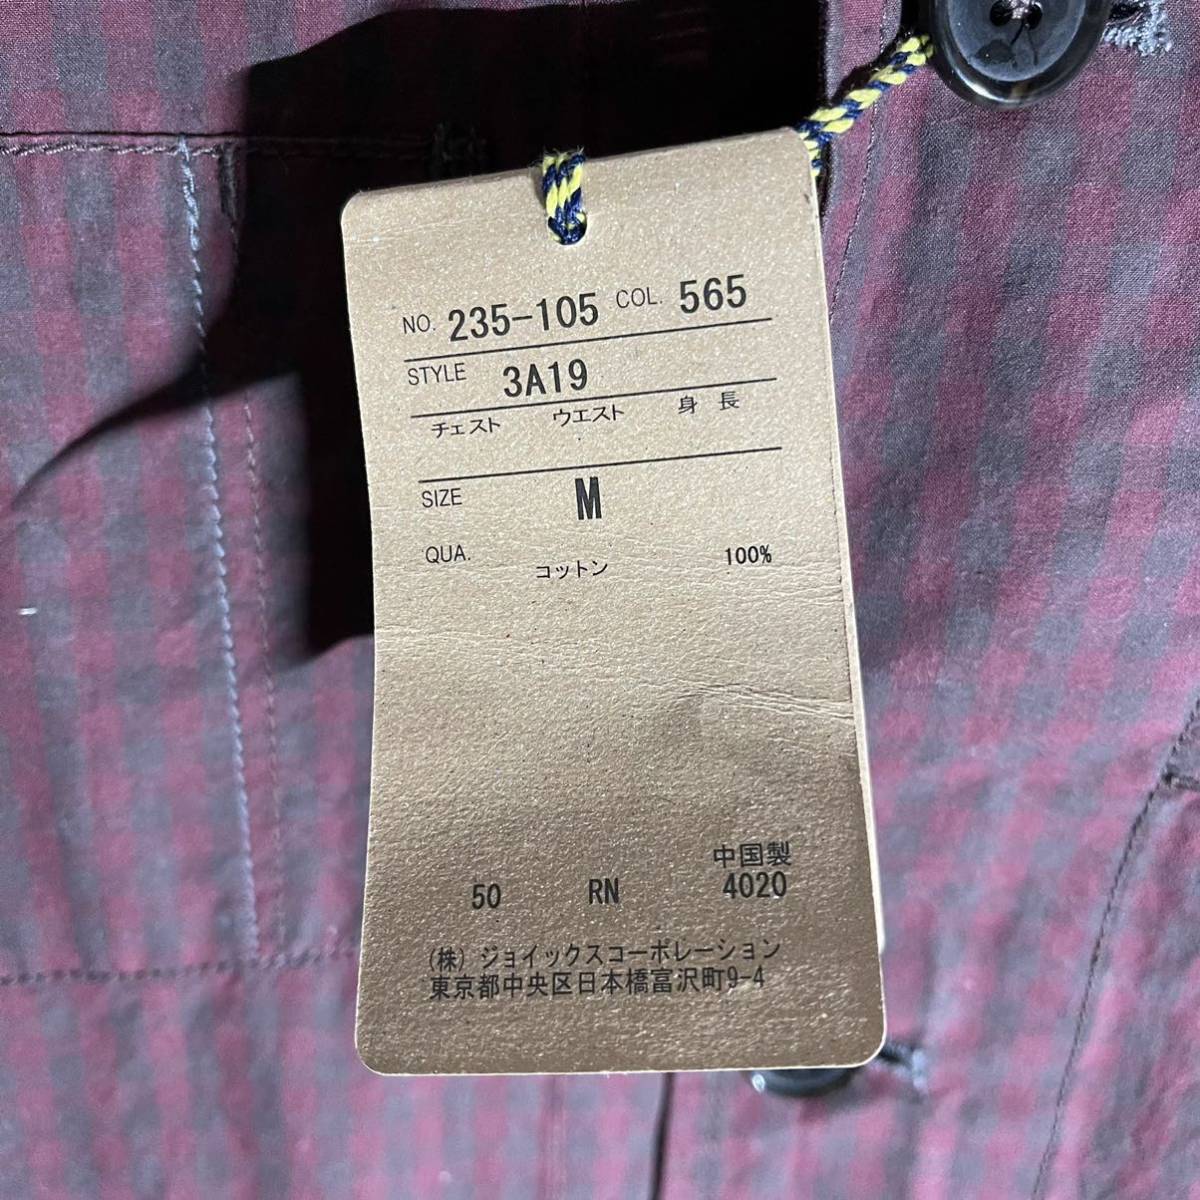 NO. 235-105 COL. 565
STYLE 3A19
チェスト ウエスト 身 長
SIZE M
QUA. コットン 100%
中国製
50 RN 4020
(株)ジョイックスコーポレーション
東京都中央区日本橋富沢町9-4